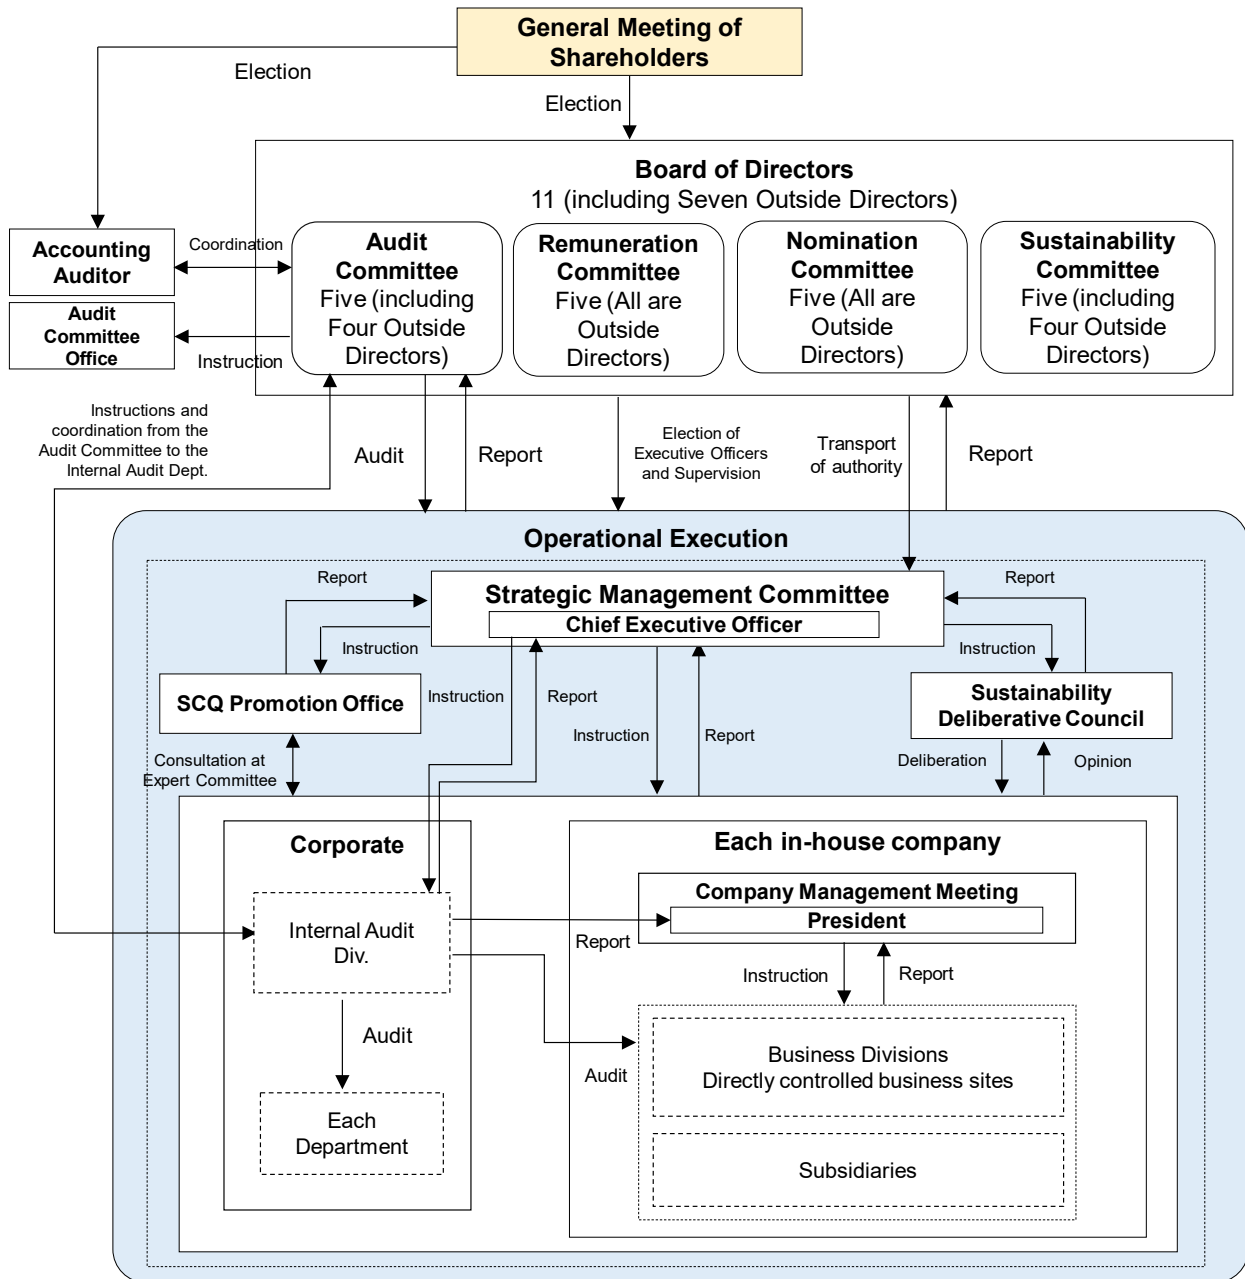 General Meeting of
Shareholders
Election
Election
Board of Directors
11 (including Seven Outside Directors)
Accounting
Auditor
Coordination
Audit
Committee
Five (including
Four Outside
Directors)
Remuneration
Committee
Five (All are
Outside
Directors)
Nomination
Committee
Five (All are
Outside
Directors)
Sustainability
Committee
Five (including
Four Outside
Directors)
Audit
Committee
Office
Instruction
Instructions and
coordination from the
Audit Committee to the
Internal Audit Dept.
Audit
Report
Election of
Executive Officers
and Supervision
Transport
of authority
Report
Operational Execution
Report
Strategic Management Committee
Chief Executive Officer
Report
Instruction
Instruction
SCQ Promotion Office
Instruction
Report
Sustainability
Deliberative Council
Instruction
Report
Consultation at
Expert Committee
Deliberation
Opinion
Corporate
Each in-house company
Company Management Meeting
President
Internal Audit
Div.
Report
Instruction
Report
Audit
Audit
Business Divisions
Directly controlled business sites
Each
Department
Subsidiaries